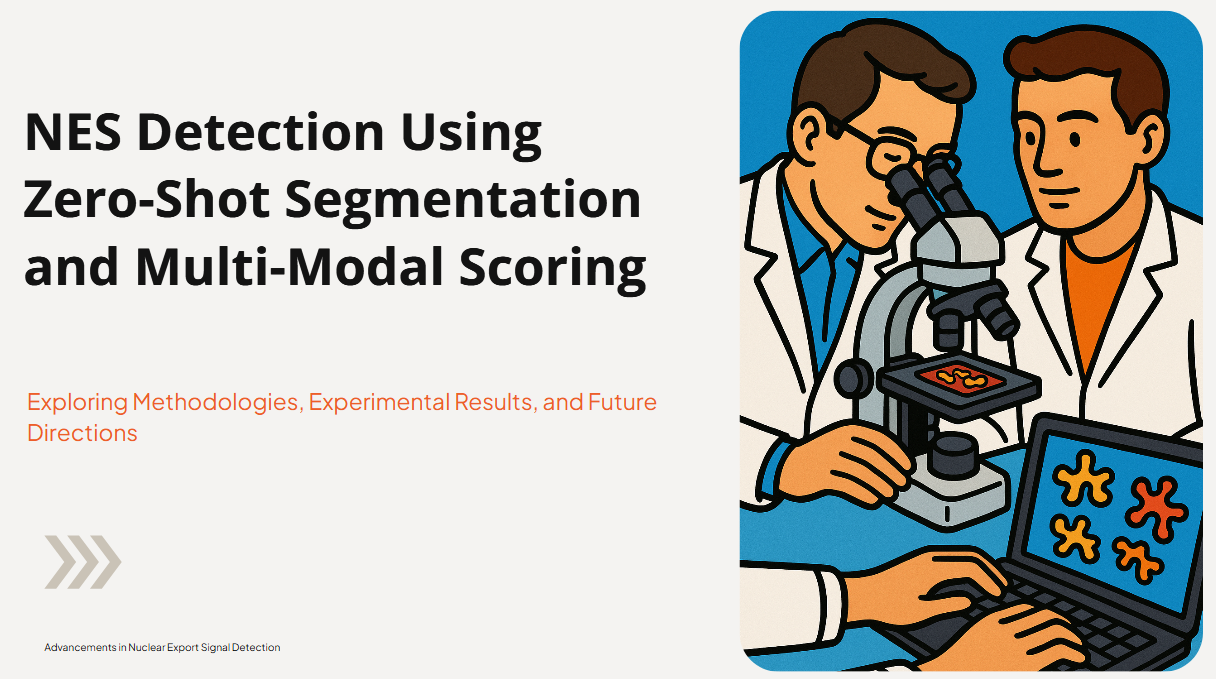 NES Detection Using
Zero-Shot Segmentation
and Multi-Modal Scoring
Exploring Methodologies, Experimental Results, and Future
Directions
Advancements in Nuclear Export Signal Detection